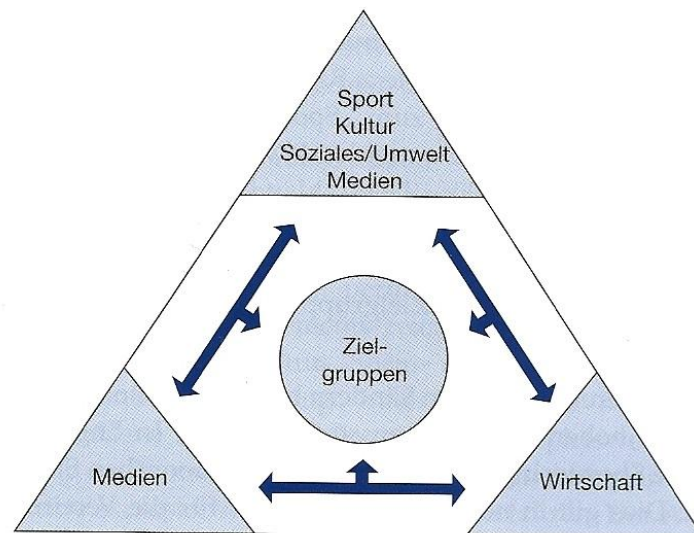 Sport
Kultur
Soziales/Umwelt
Medien
Ziel-
gruppen
Medien
Wirtschaft